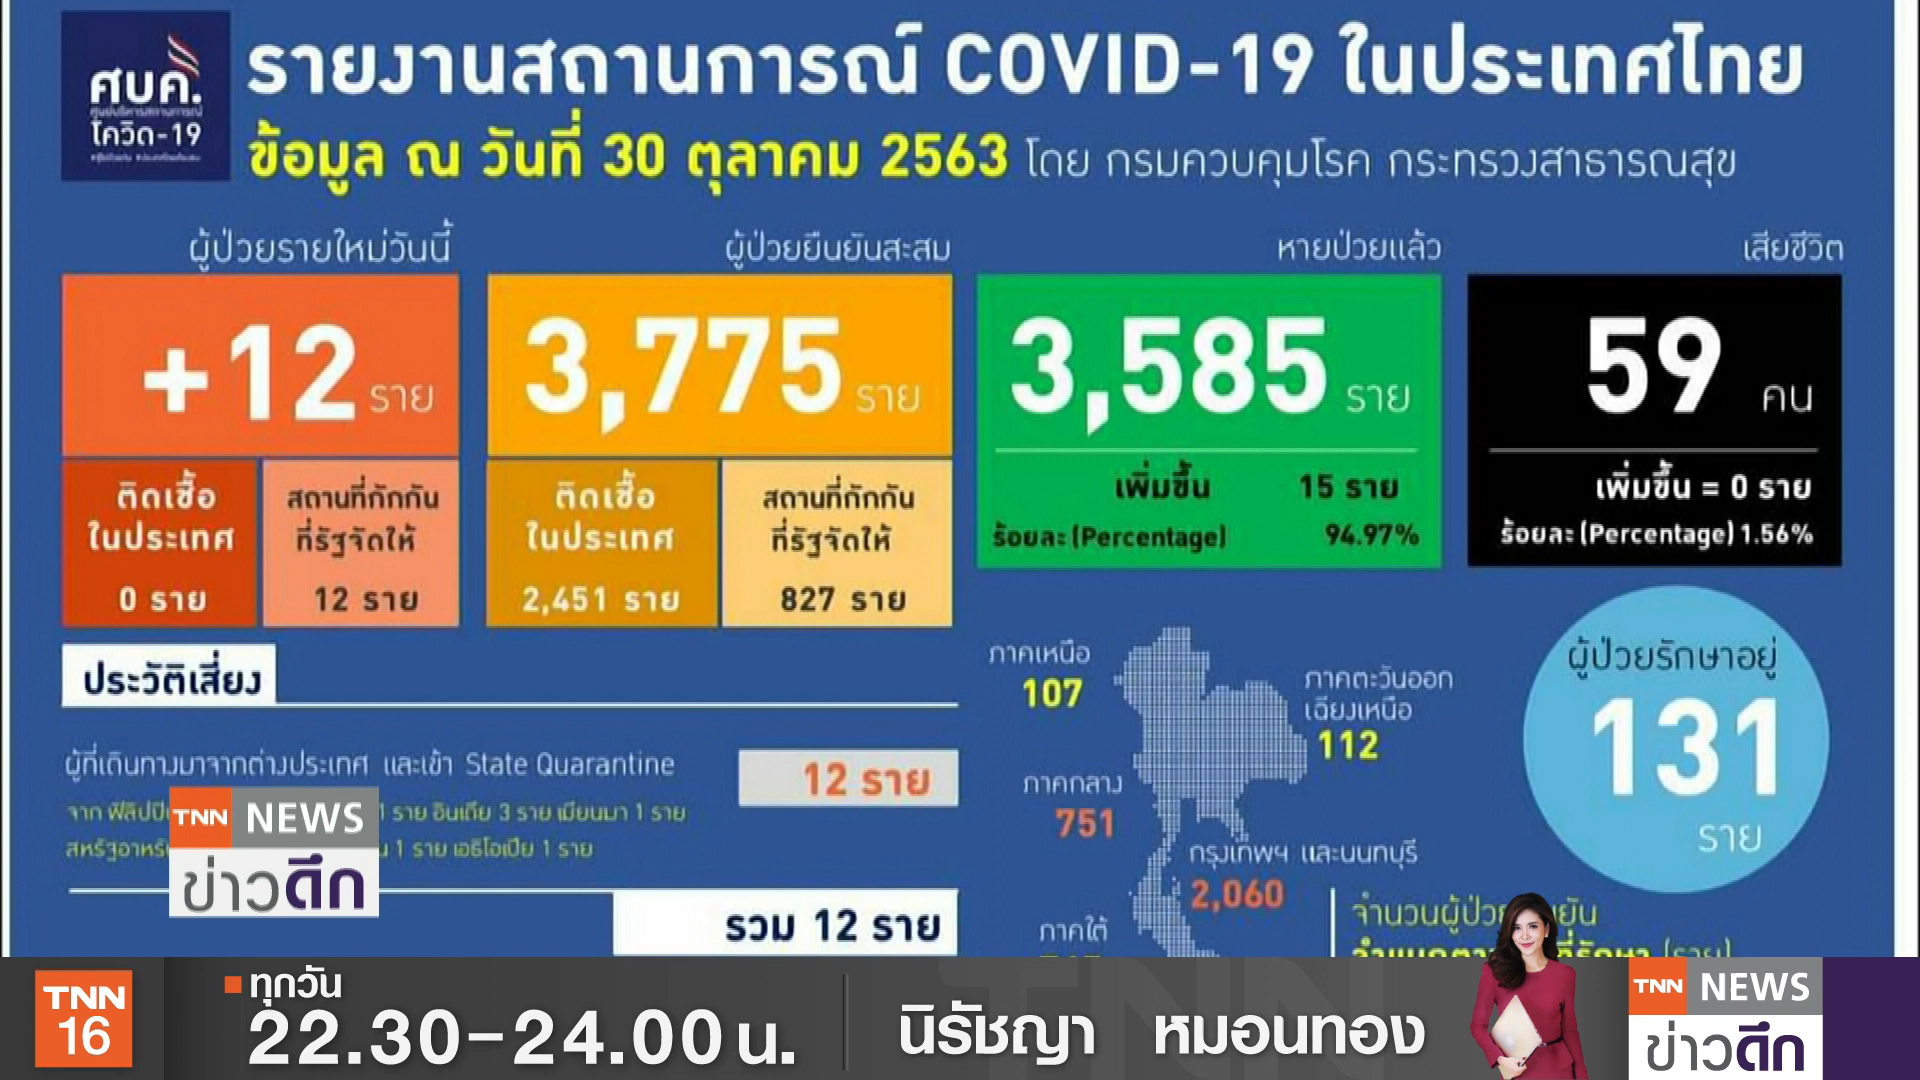 ศบค.
ศูนย์บริหารสถานการณ์
โควิด-19
รายงานสถานการณ์ COVID-19 ในประเทศไทย
ข้อมูล ณ วันที่ 30 ตุลาคม 2563 โดย กรมควบคุมโรค กระทรวงสาธารณสุข
ผู้ป่วยรายใหม่วันนี้
+12 ราย
ติดเชื้อ
ในประเทศ
0 ราย
สถานที่กักกัน
ที่รัฐจัดให้
12 ราย
ผู้ป่วยยืนยันสะสม
3,775 ราย
ติดเชื้อ
ในประเทศ
2,451 ราย
สถานที่กักกัน
ที่รัฐจัดให้
827 ราย
หายป่วยแล้ว
3,585 ราย
เพิ่มขึ้น 15 ราย
ร้อยละ (Percentage) 94.97%
เสียชีวิต
59 คน
เพิ่มขึ้น = 0 ราย
ร้อยละ (Percentage) 1.56%
ประวัติเสี่ยง
ผู้ที่เดินทางมาจากต่างประเทศ และเข้า State Quarantine
12 ราย
จาก 1 ราย อินเดีย 3 ราย เมียนมา 1 ราย
1 ราย เอธิโอเปีย 1 ราย
รวม 12 ราย
ภาคเหนือ
107
ภาคตะวันออก
เฉียงเหนือ
112
ภาคกลาง
751
กรุงเทพฯ และนนทบุรี
2,060
ภาคใต้
ผู้ป่วยรักษาอยู่
131
ราย
TNN NEWS
ข่าวดึก
TNN
16
ทุกวัน
22.30-24.00 น.
นิรัชญา หมอนทอง
TNN NEWS
ข่าวดึก